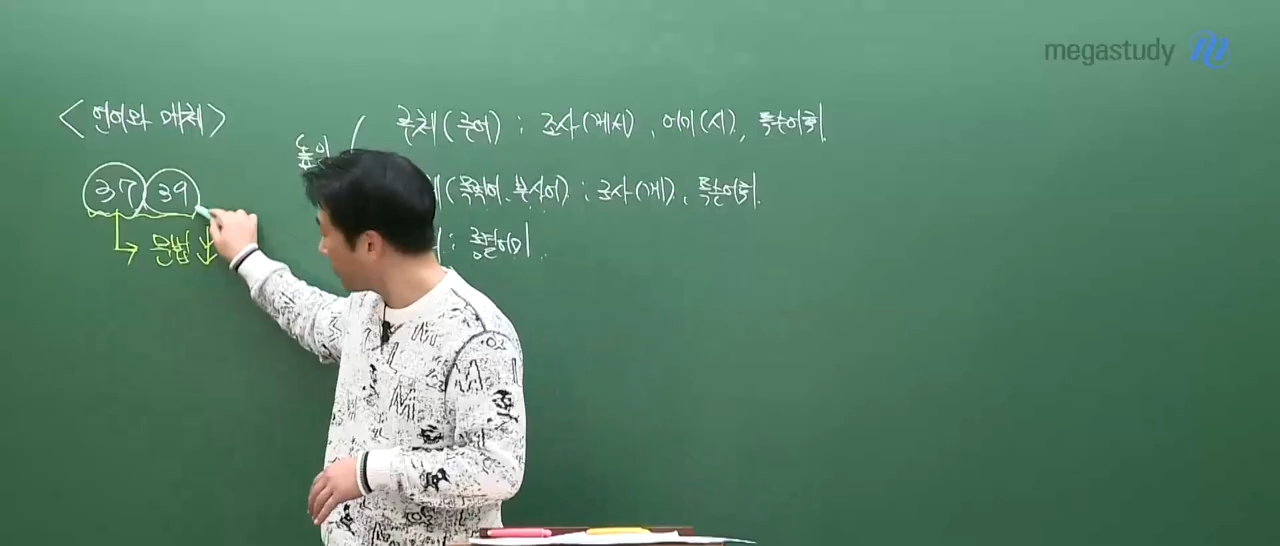 megastudy
<언어와 매체>
37 39
→ 문법 ↓
높임
주체(주어) : 조사(께서), 어미(시), 특수어휘.
(목적어, 부사어) : 조사(께), 특수어휘.
: 종결어미.